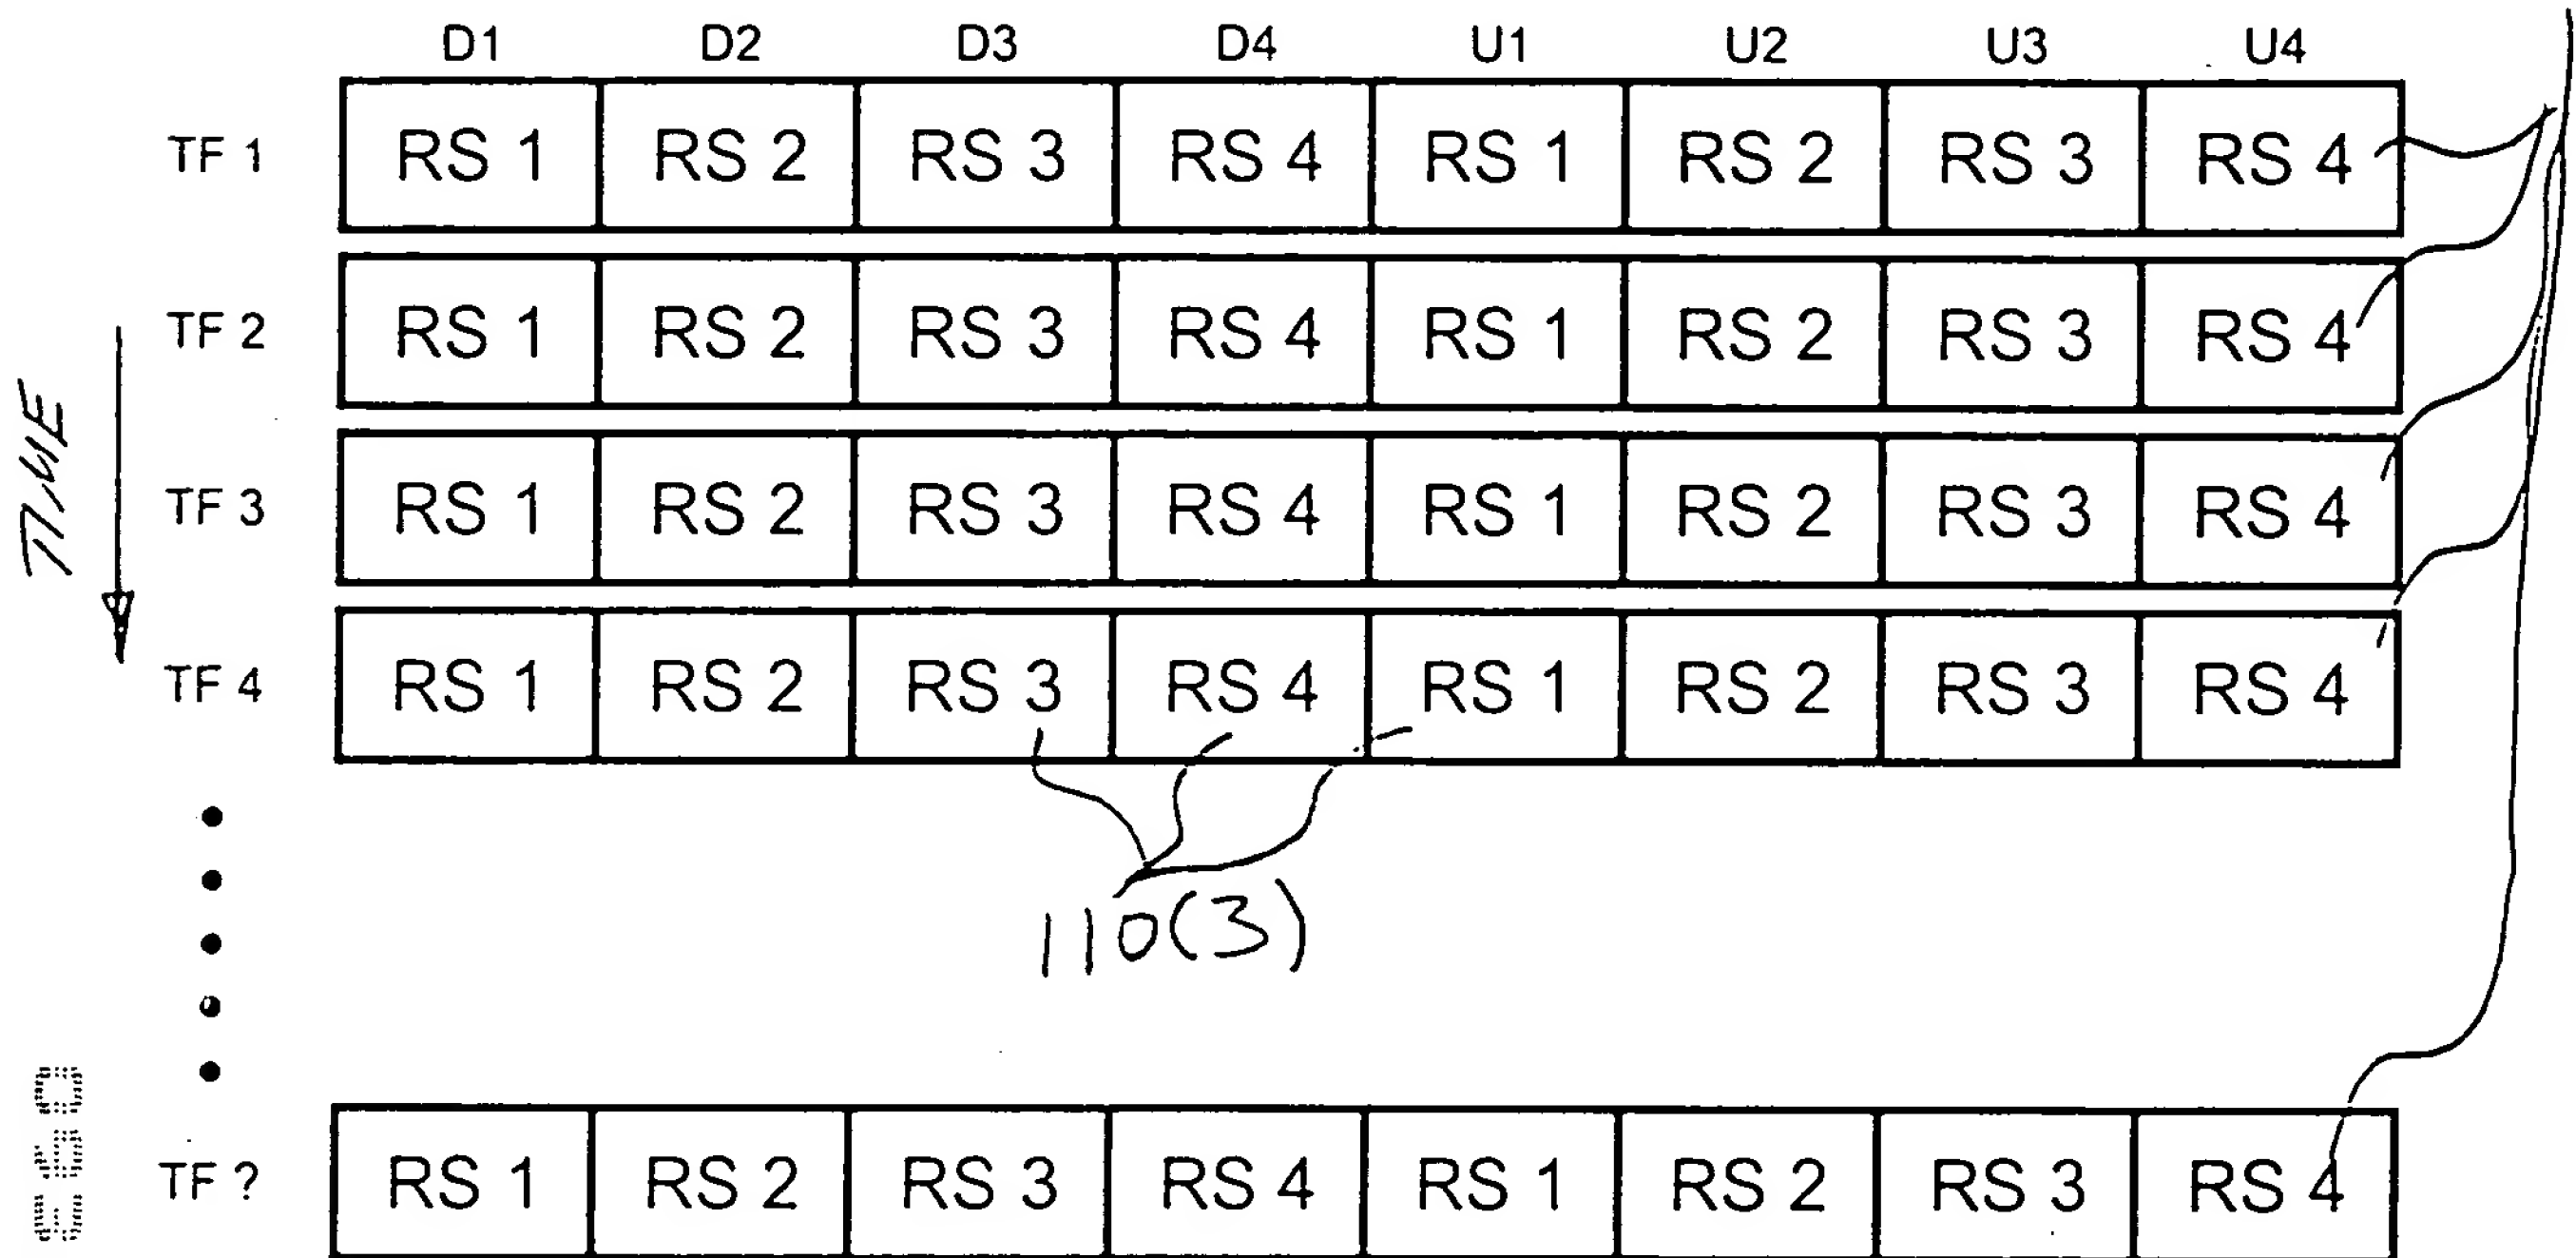 D1 D2 D3 D4 U1 U2 U3 U4
TF 1 RS 1 RS 2 RS 3 RS 4 RS 1 RS 2 RS 3 RS 4
TF 2 RS 1 RS 2 RS 3 RS 4 RS 1 RS 2 RS 3 RS 4
TIME
TF 3 RS 1 RS 2 RS 3 RS 4 RS 1 RS 2 RS 3 RS 4
TF 4 RS 1 RS 2 RS 3 RS 4 RS 1 RS 2 RS 3 RS 4
110(3)
TF ? RS 1 RS 2 RS 3 RS 4 RS 1 RS 2 RS 3 RS 4